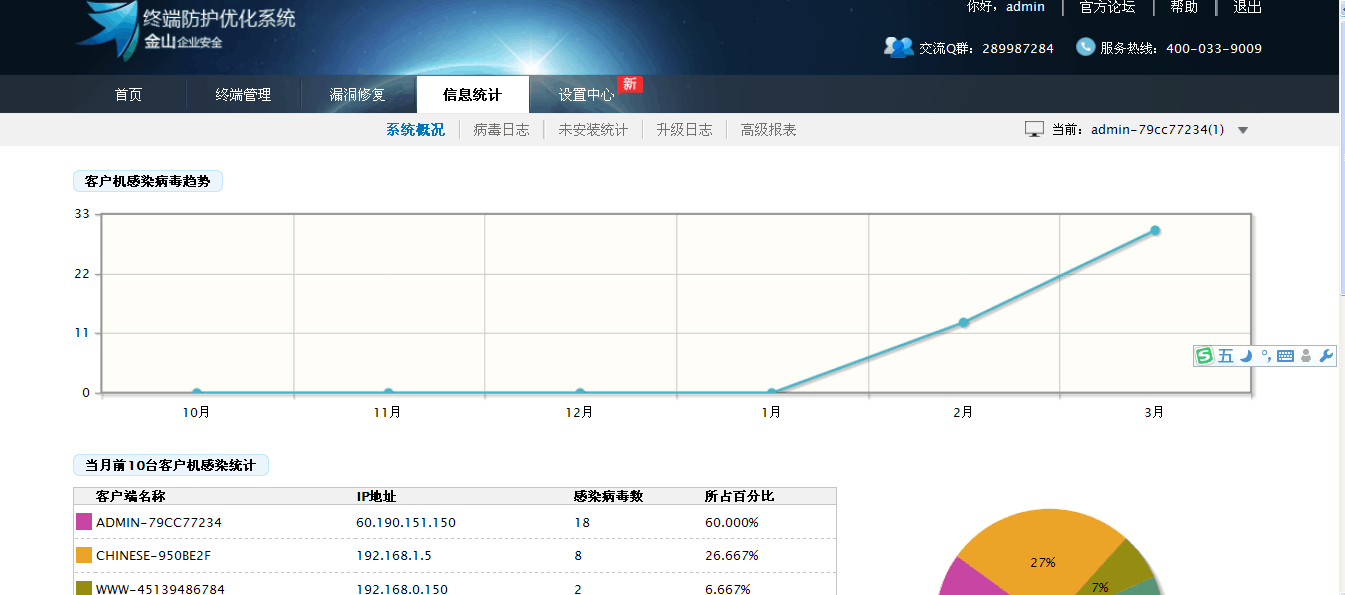 终端防护优化系统
金山企业安全
你好，admin 官方论坛 帮助 退出
交流Q群：289987284 服务热线：400-033-9009
首页 终端管理 漏洞修复 信息统计 设置中心 新
系统概况 病毒日志 未安装统计 升级日志 高级报表 当前：admin-79cc77234(1)
客户机感染病毒趋势
33
22
11
0
10月 11月 12月 1月 2月 3月
S 五
当月前10台客户机感染统计
客户端名称 IP地址 感染病毒数 所占百分比
ADMIN-79CC77234 60.190.151.150 18 60.000%
CHINESE-950BE2F 192.168.1.5 8 26.667%
WWW-45139486784 192.168.0.150 2 6.667%
27%
7%